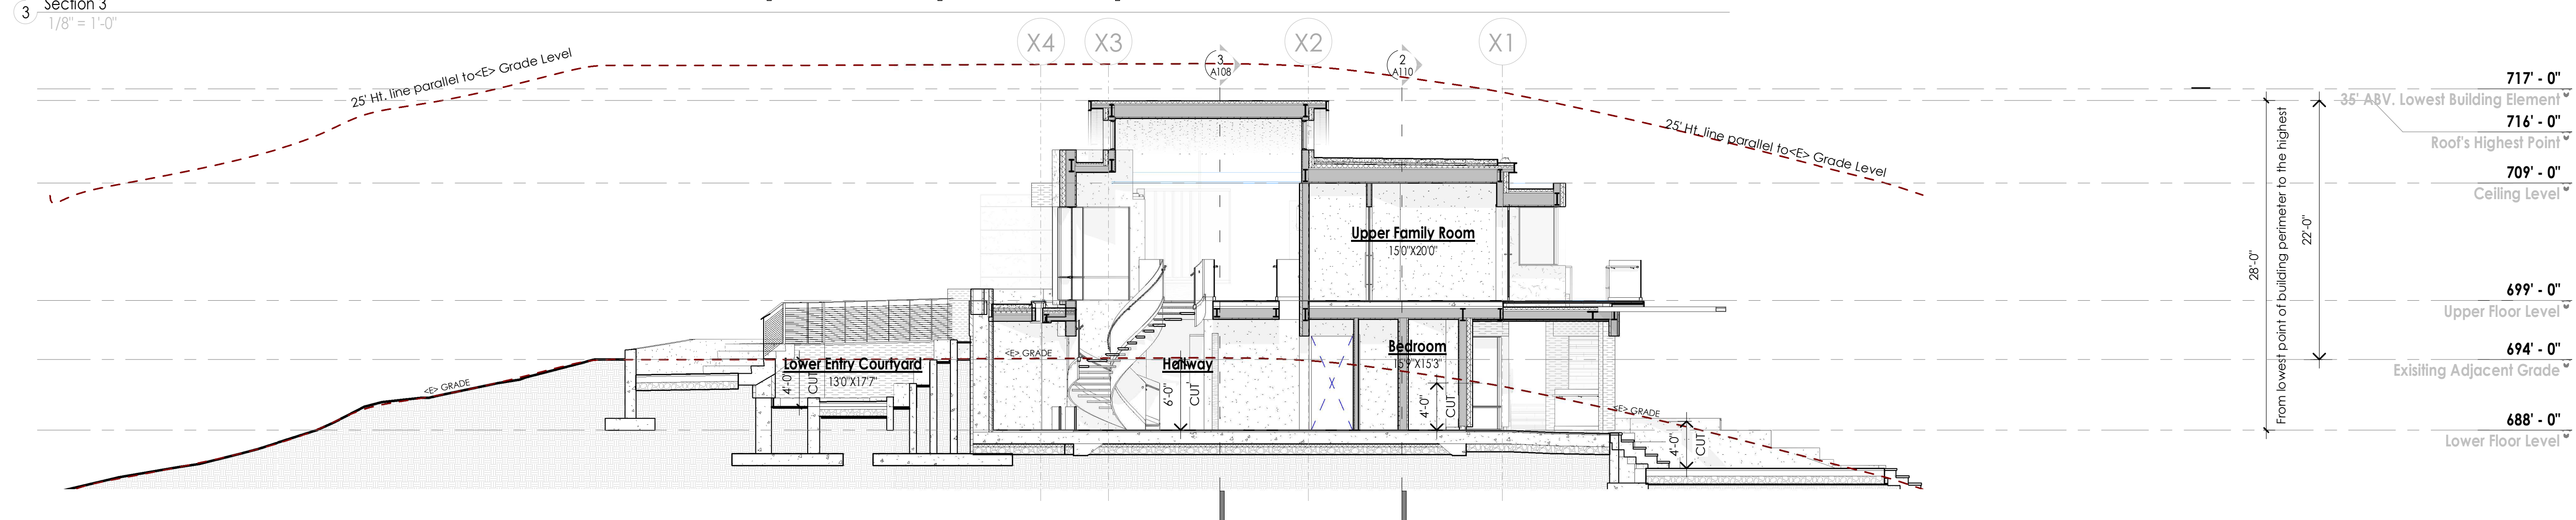 3 Section 3
1/8" = 1'-0"
X4 X3 X2 X1
3
A108
2
A110
25' Ht. line parallel to<E> Grade Level
25' Ht. line parallel to<E> Grade Level
717' - 0"
35' ABV. Lowest Building Element
716' - 0"
Roof's Highest Point
709' - 0"
Ceiling Level
Upper Family Room
15'0"X20'0"
22'-0"
28'-0"
From lowest point of building perimeter to the highest
699' - 0"
Upper Floor Level
<E> GRADE
Lower Entry Courtyard
13'0"X17'7"
4'-0"
CUT
<E> GRADE
Hallway
6'-0"
CUT
Bedroom
15'9"X15'3"
4'-0"
CUT
<E> GRADE
4'-0"
CUT
694' - 0"
Exisiting Adjacent Grade
688' - 0"
Lower Floor Level